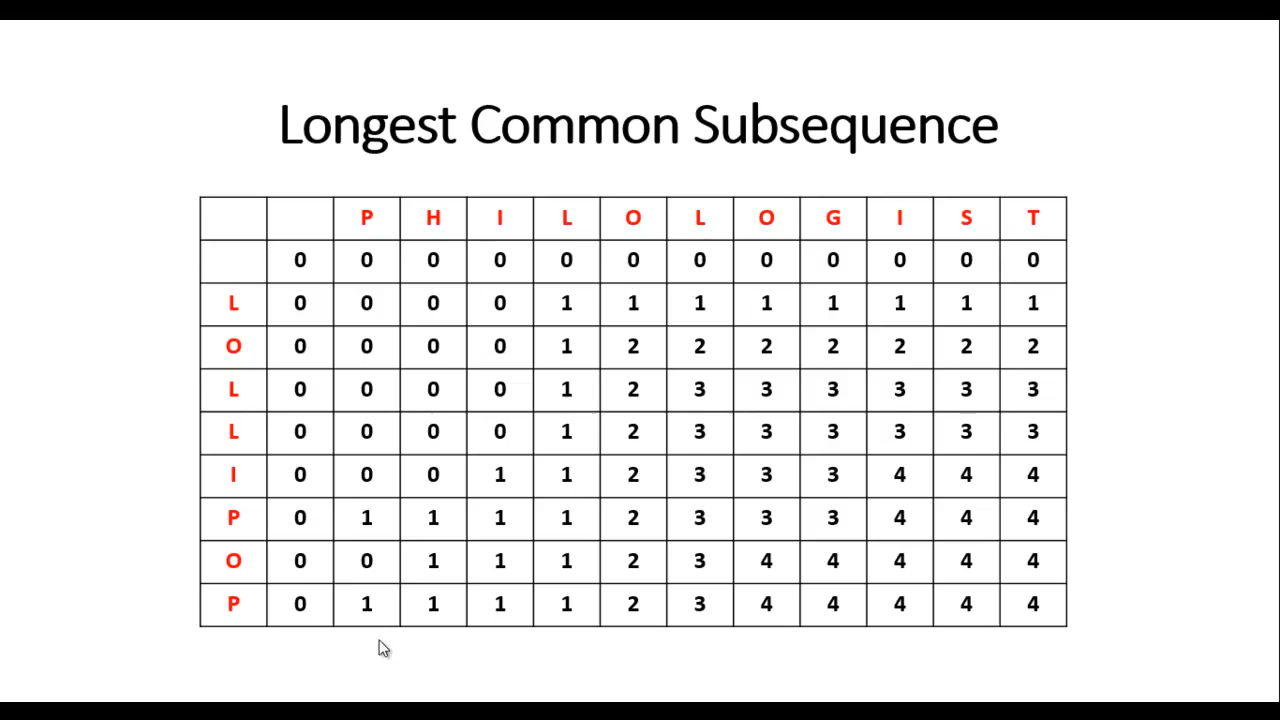 Longest Common Subsequence
P H I L O L O G I S T
0 0 0 0 0 0 0 0 0 0 0 0
L 0 0 0 0 1 1 1 1 1 1 1 1
O 0 0 0 0 1 2 2 2 2 2 2 2
L 0 0 0 0 1 2 3 3 3 3 3 3
L 0 0 0 0 1 2 3 3 3 3 3 3
I 0 0 0 1 1 2 3 3 3 4 4 4
P 0 1 1 1 1 2 3 3 3 4 4 4
O 0 0 1 1 1 2 3 4 4 4 4 4
P 0 1 1 1 1 2 3 4 4 4 4 4